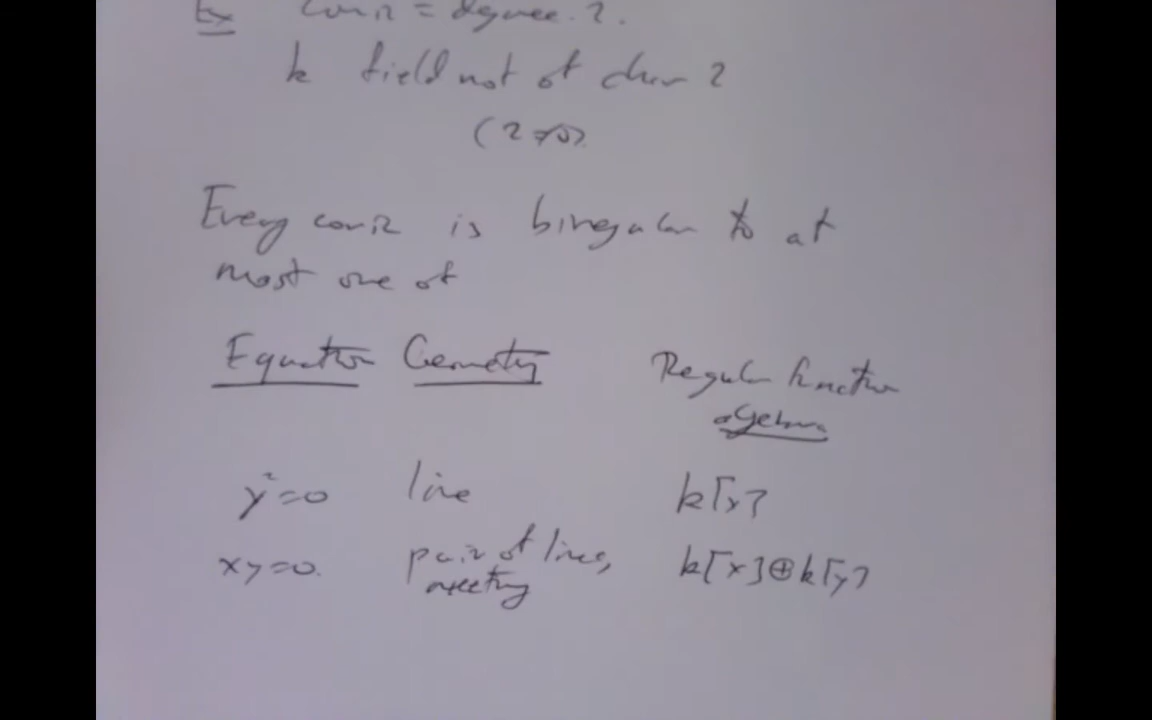 Ex Conic = degree 2.
k field not of char 2
(2≠0).
Every conic is biregular to at
most one of
Equation Geometry Regular function
algebra
y²=0 line k[x]
xy=0. pair of lines, k[x]⊕k[y]
meeting